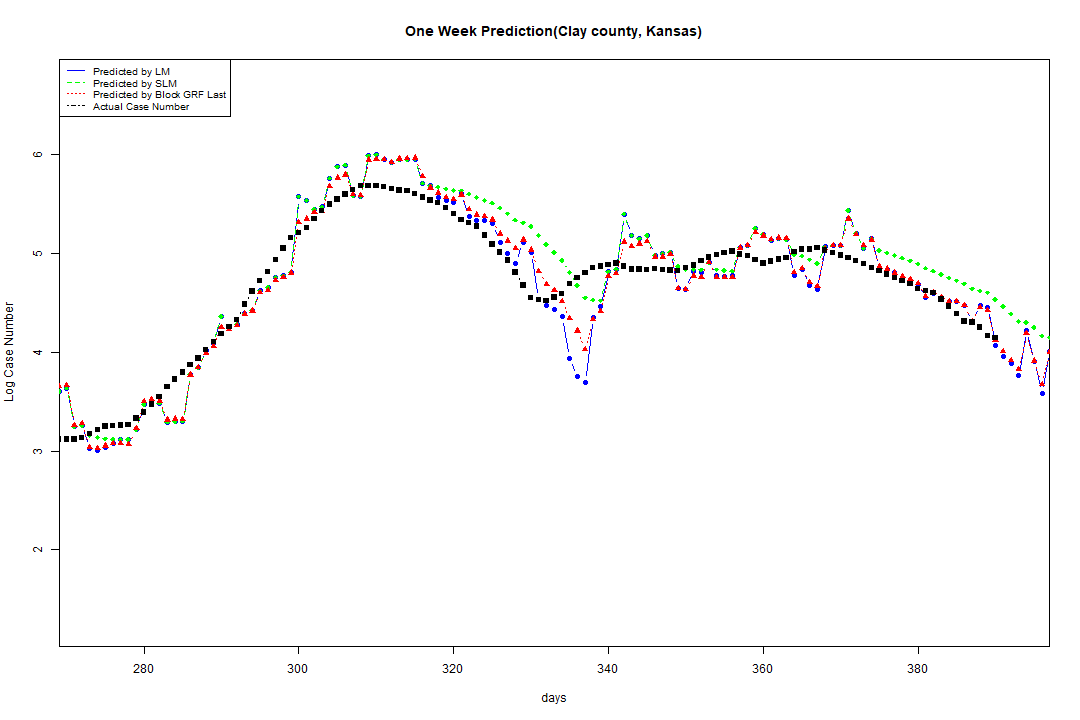 One Week Prediction(Clay county, Kansas)
Predicted by LM
Predicted by SLM
Predicted by Block GRF Last
Actual Case Number
6
5
4
3
2
Log Case Number
280 300 320 340 360 380
days